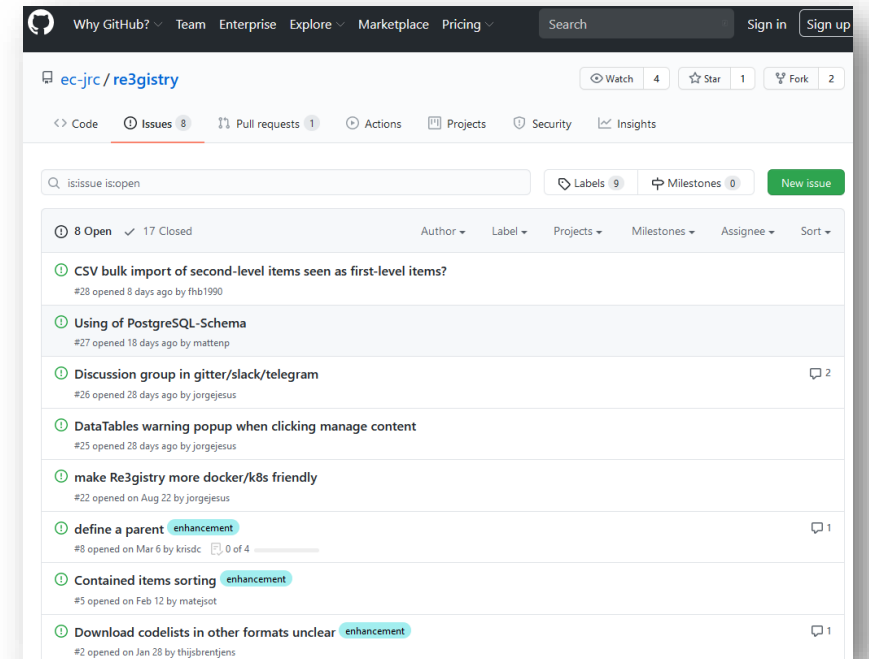 Why GitHub? Team Enterprise Explore Marketplace Pricing Search Sign in Sign up
ec-jrc / re3gistry Watch 4 Star 1 Fork 2
Code Issues 8 Pull requests 1 Actions Projects Security Insights
is:issue is:open Labels 9 Milestones 0 New issue
8 Open 17 Closed Author Label Projects Milestones Assignee Sort
CSV bulk import of second-level items seen as first-level items?
#28 opened 8 days ago by fhb1990
Using of PostgreSQL-Schema
#27 opened 18 days ago by mattenp
Discussion group in gitter/slack/telegram 2
#26 opened 28 days ago by jorgejesus
DataTables warning popup when clicking manage content
#25 opened 28 days ago by jorgejesus
make Re3gistry more docker/k8s friendly
#22 opened on Aug 22 by jorgejesus
define a parent enhancement 1
#8 opened on Mar 6 by krisdc 0 of 4
Contained items sorting enhancement
#5 opened on Feb 12 by matejsot
Download codelists in other formats unclear enhancement 1
#2 opened on Jan 28 by thijsbrentjens